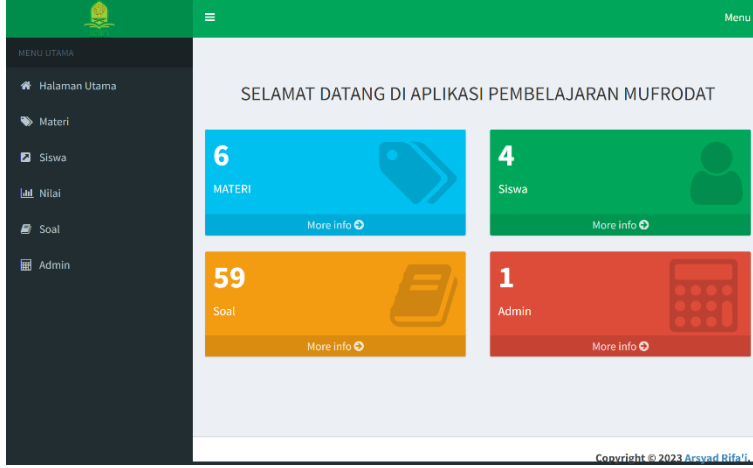 Menu
MENU UTAMA
Halaman Utama
Materi
Siswa
Nilai
Soal
Admin
SELAMAT DATANG DI APLIKASI PEMBELAJARAN MUFRODAT
6
MATERI
More info
4
Siswa
More info
59
Soal
More info
1
Admin
More info
Copyright © 2023 Arsyad Rifa'i.